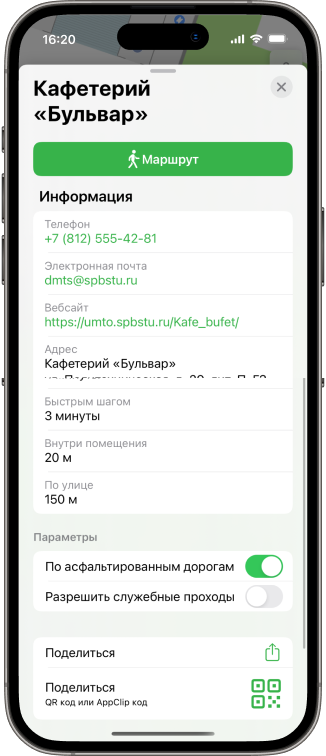 16:20
Кафетерий
«Бульвар»
Маршрут
Информация
Телефон
+7 (812) 555-42-81
Электронная почта
dmts@spbstu.ru
Вебсайт
https://umto.spbstu.ru/Kafe_bufet/
Адрес
Кафетерий «Бульвар»
Быстрым шагом
3 минуты
Внутри помещения
20 м
По улице
150 м
Параметры
По асфальтированным дорогам
Разрешить служебные проходы
Поделиться
Поделиться
QR код или AppClip код